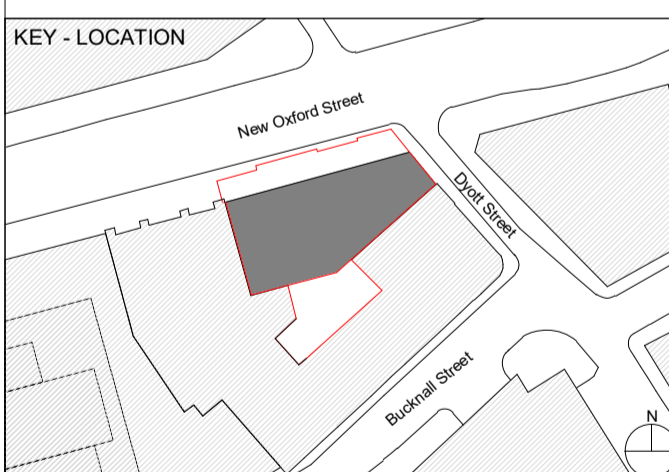 KEY - LOCATION
New Oxford Street
Dyott Street
Bucknall Street
N